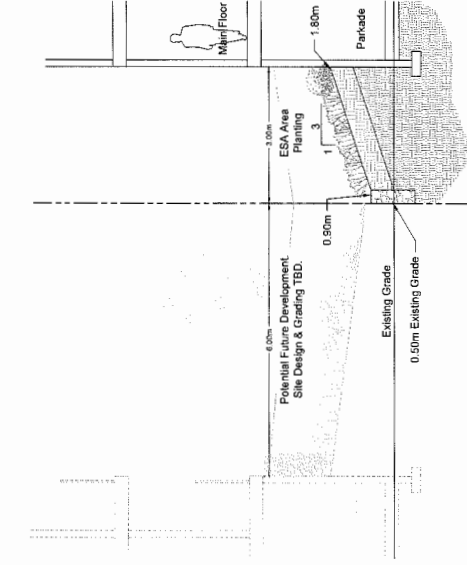 Main Floor
1.80m
Parkade
3.00m
ESA Area
Planting
3
1
0.90m
6.00m
Potential Future Development.
Site Design & Grading TBD.
Existing Grade
0.50m Existing Grade